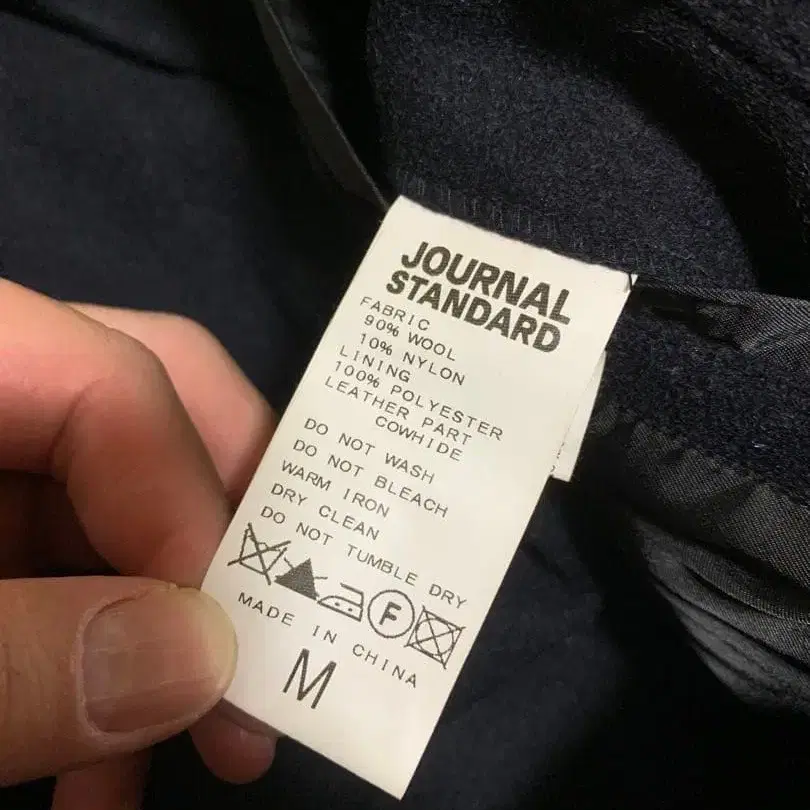 JOURNAL
STANDARD
FABRIC
90% WOOL
10% NYLON
LINING
100% POLYESTER
LEATHER PART
COWHIDE
DO NOT WASH
DO NOT BLEACH
WARM IRON
DRY CLEAN
DO NOT TUMBLE DRY
F
MADE IN CHINA
M